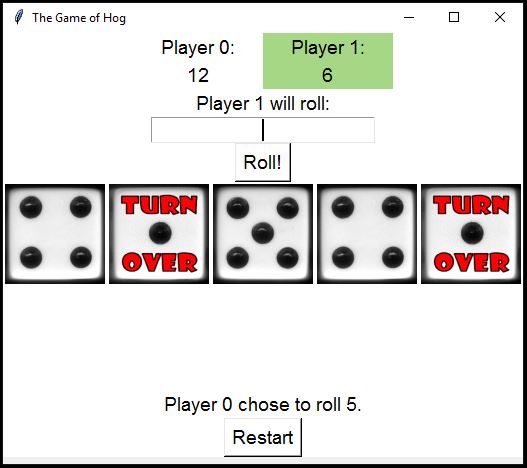 The Game of Hog
Player 0: Player 1:
12 6
Player 1 will roll:
Roll!
TURN TURN
OVER OVER
Player 0 chose to roll 5.
Restart